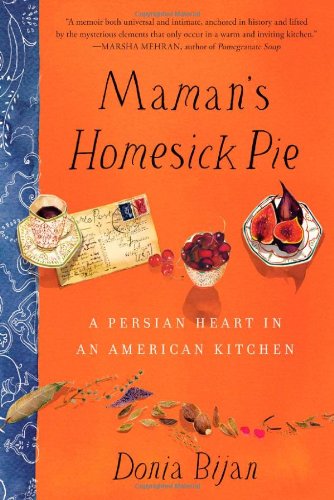 "A memoir both universal and intimate, anchored in history and lifted
by the mysterious elements that only occur in a warm and inviting kitchen."
—MARSHA MEHRAN, author of Pomegranate Soup
Maman's
Homesick Pie
A PERSIAN HEART IN
AN AMERICAN KITCHEN
Donia Bijan